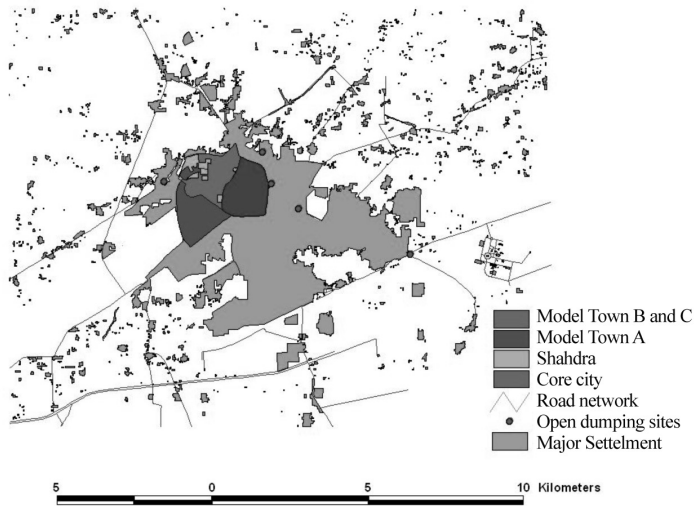 Model Town B and C
Model Town A
Shahdra
Core city
Road network
Open dumping sites
Major Settelment
5 0 5 10 Kilometers